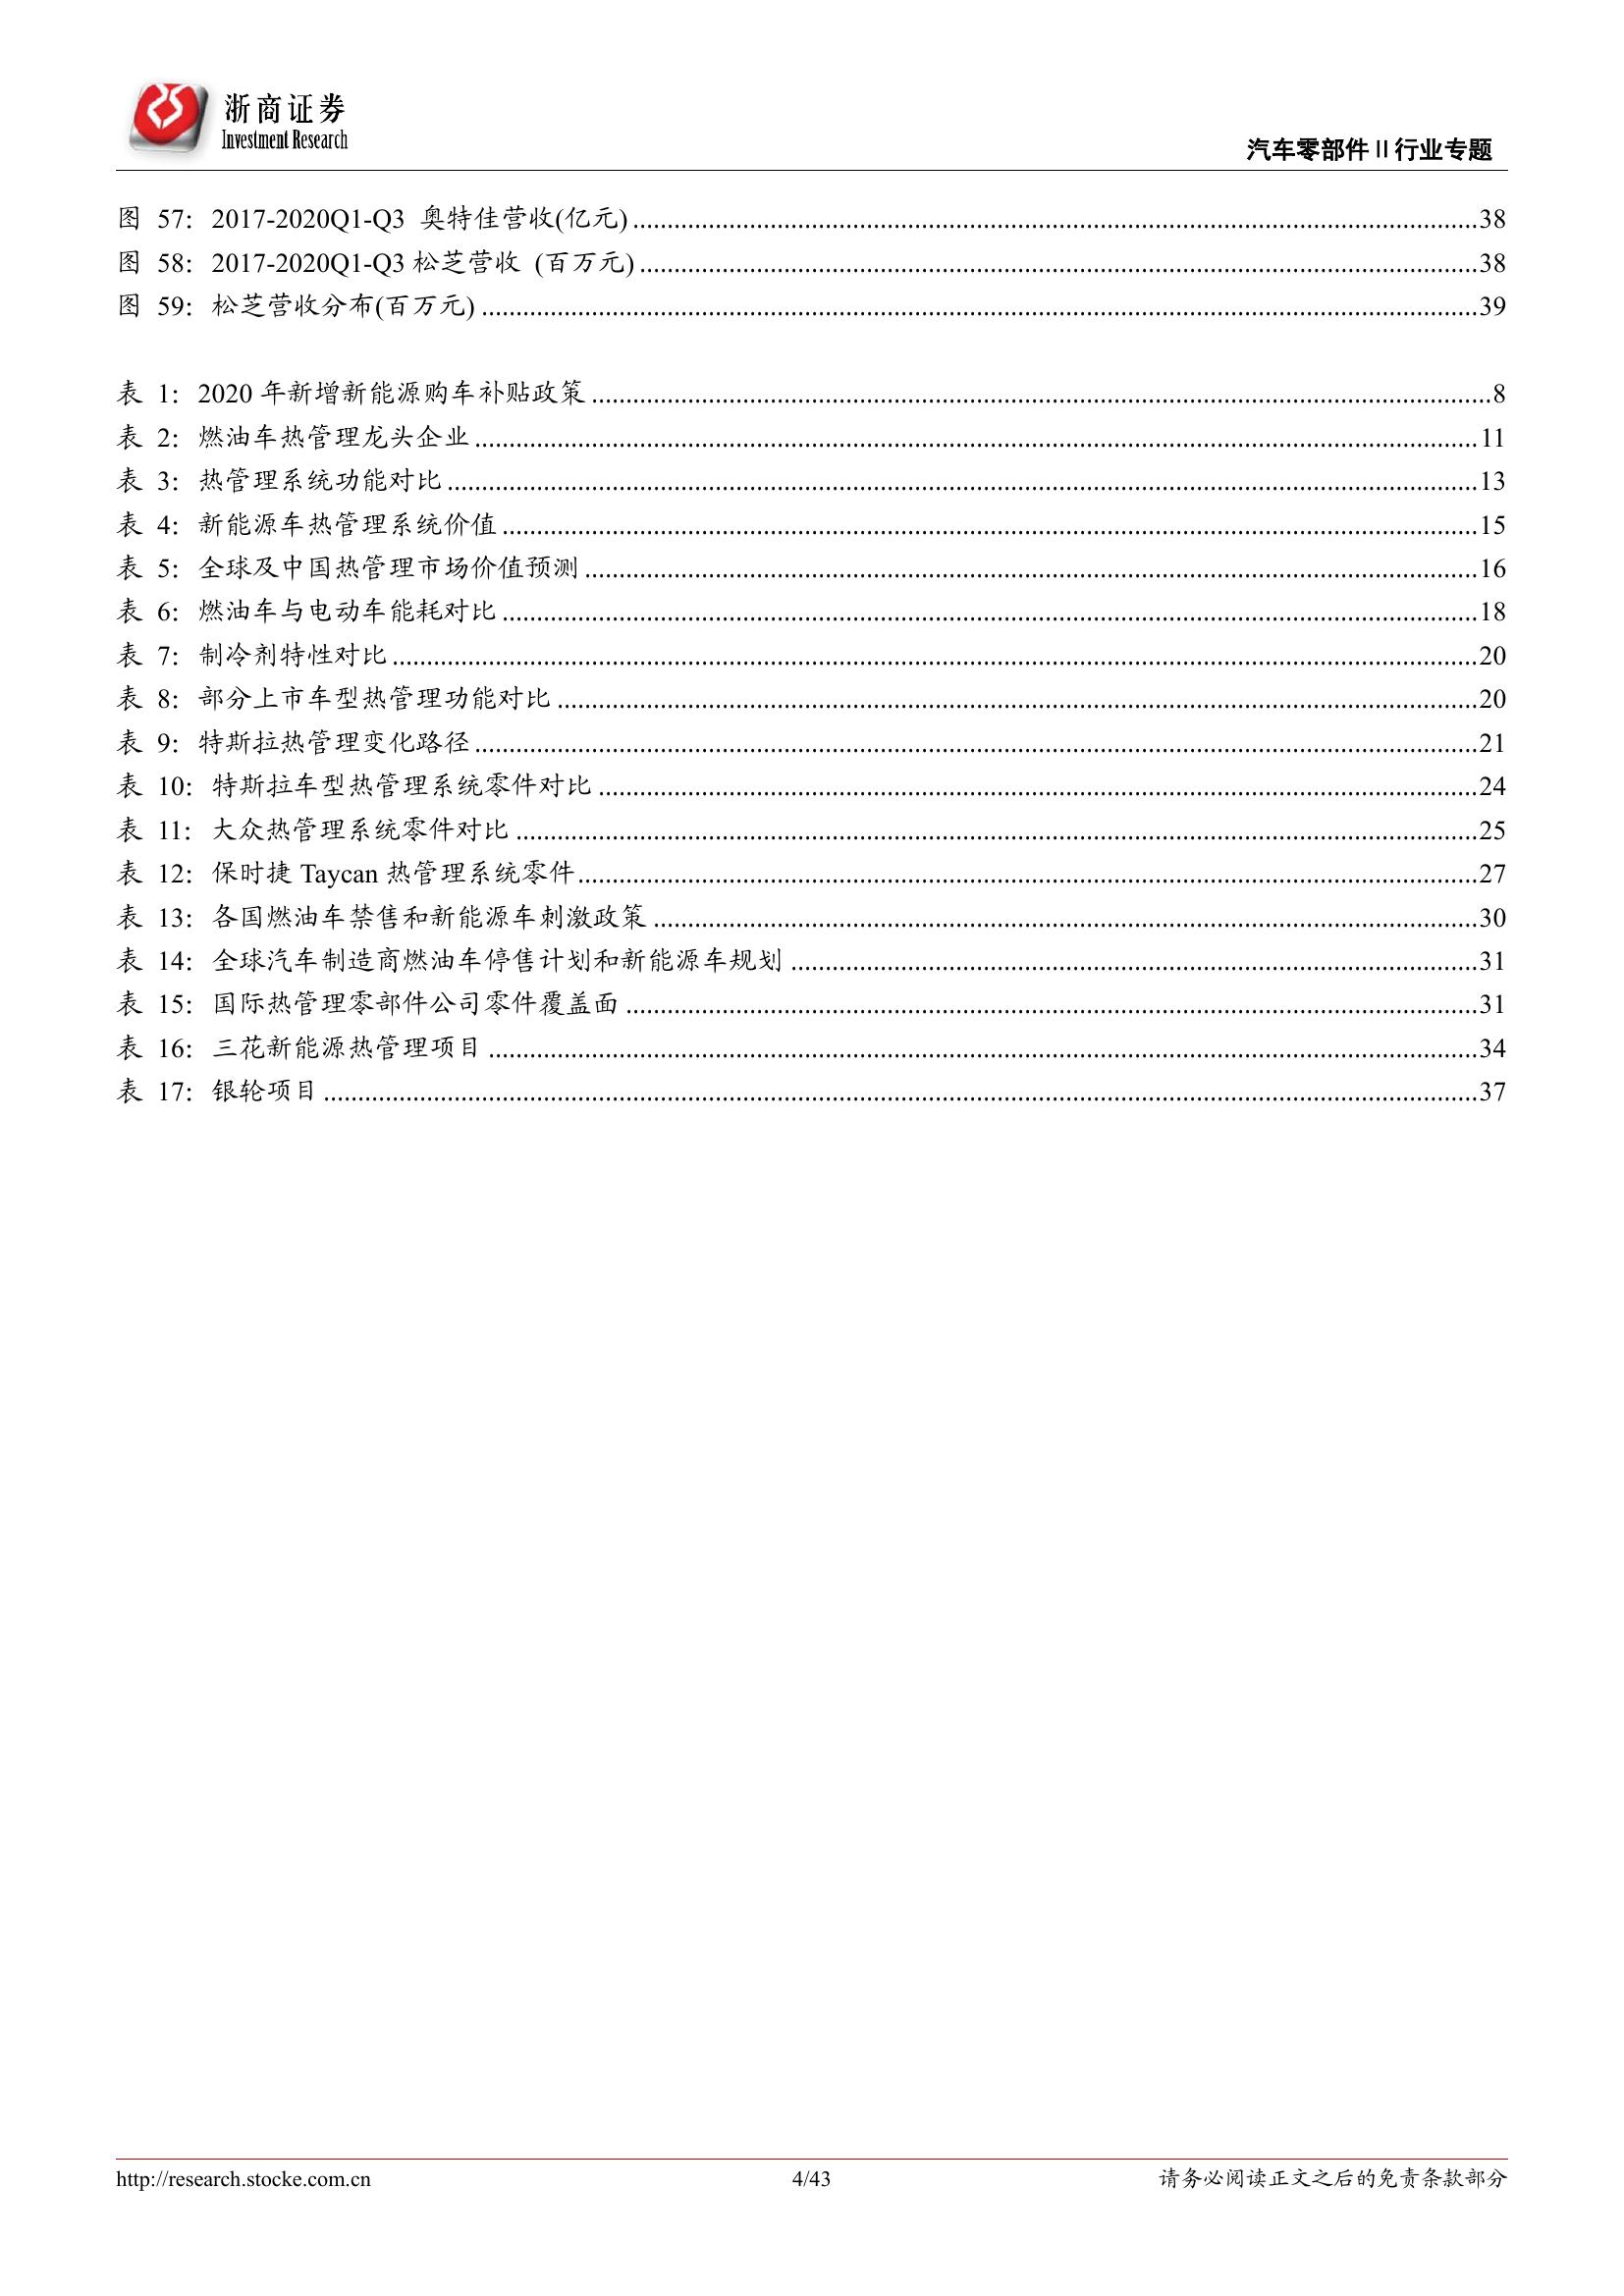 浙商证券
Investment Research
汽车零部件Ⅱ行业专题
图 57：2017-2020Q1-Q3 奥特佳营收(亿元)........................................38
图 58：2017-2020Q1-Q3 松芝营收 (百万元)........................................38
图 59：松芝营收分布(百万元)........................................39
表 1：2020 年新增新能源购车补贴政策........................................8
表 2：燃油车热管理龙头企业........................................11
表 3：热管理系统功能对比........................................13
表 4：新能源车热管理系统价值........................................15
表 5：全球及中国热管理市场价值预测........................................16
表 6：燃油车与电动车能耗对比........................................18
表 7：制冷剂特性对比........................................20
表 8：部分上市车型热管理功能对比........................................20
表 9：特斯拉热管理变化路径........................................21
表 10：特斯拉车型热管理系统零件对比........................................24
表 11：大众热管理系统零件对比........................................25
表 12：保时捷 Taycan 热管理系统零件........................................27
表 13：各国燃油车禁售和新能源车刺激政策........................................30
表 14：全球汽车制造商燃油车停售计划和新能源车规划........................................31
表 15：国际热管理零部件公司零件覆盖面........................................31
表 16：三花新能源热管理项目........................................34
表 17：银轮项目........................................37
http://research.stocke.com.cn
4/43
请务必阅读正文之后的免责条款部分